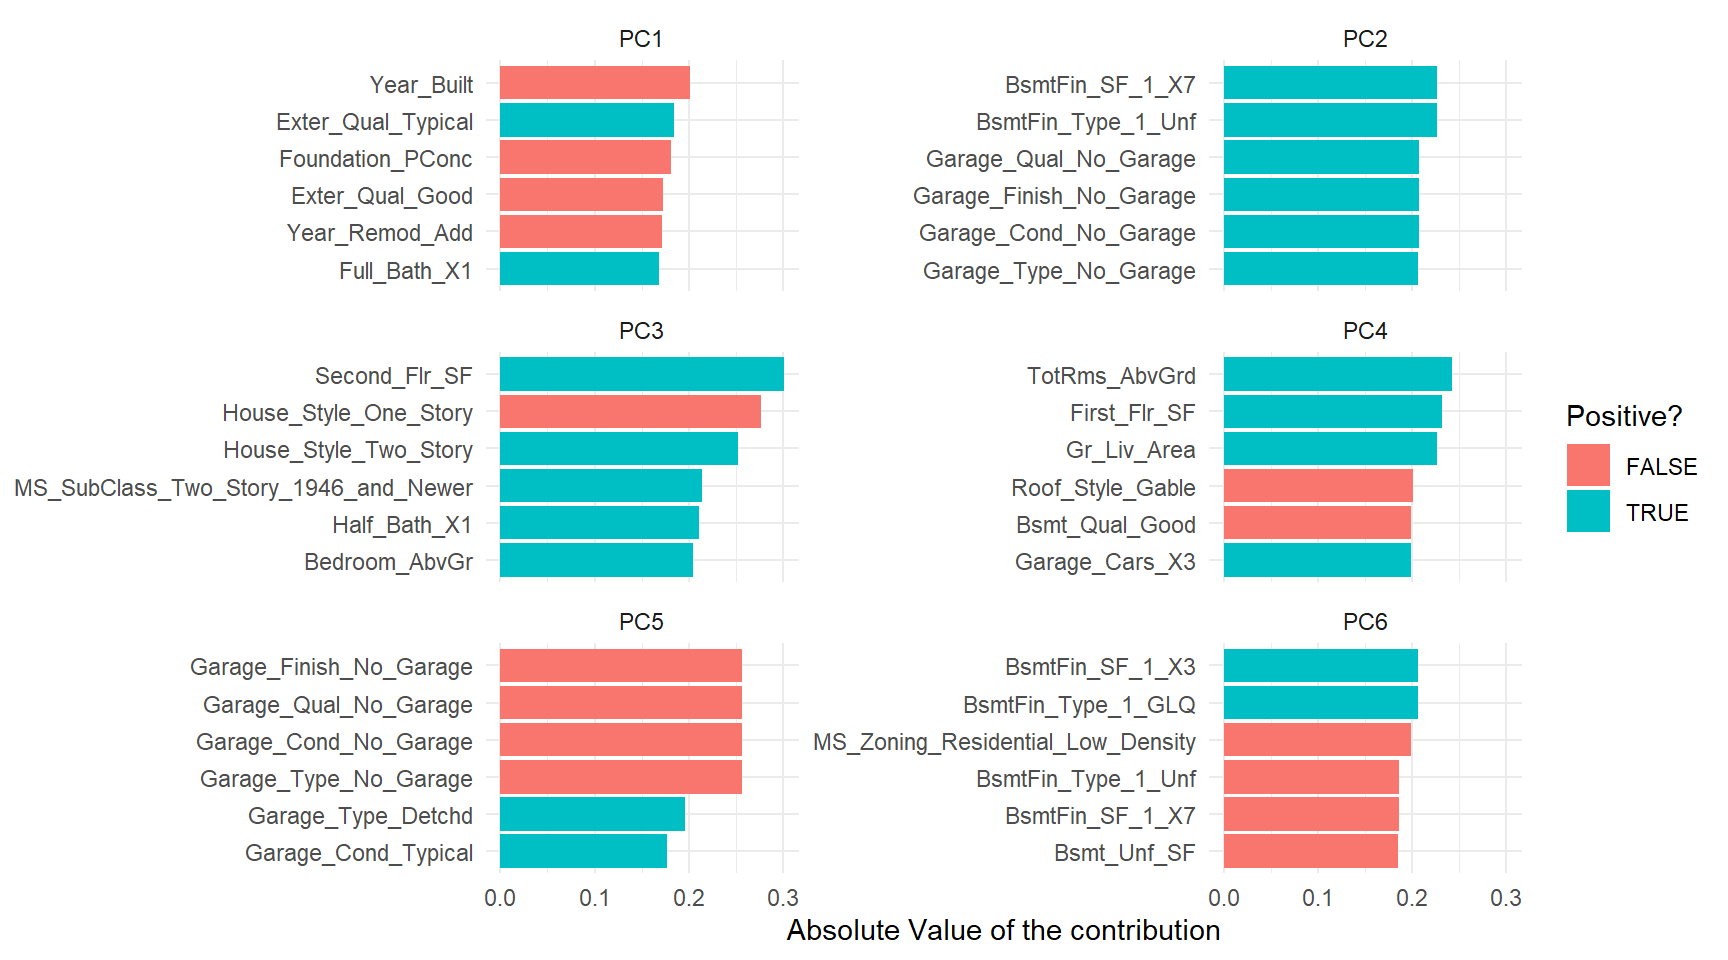 PC1
Year_Built
Exter_Qual_Typical
Foundation_PConc
Exter_Qual_Good
Year_Remod_Add
Full_Bath_X1
PC2
BsmtFin_SF_1_X7
BsmtFin_Type_1_Unf
Garage_Qual_No_Garage
Garage_Finish_No_Garage
Garage_Cond_No_Garage
Garage_Type_No_Garage
PC3
Second_Flr_SF
House_Style_One_Story
House_Style_Two_Story
MS_SubClass_Two_Story_1946_and_Newer
Half_Bath_X1
Bedroom_AbvGr
PC4
TotRms_AbvGrd
First_Flr_SF
Gr_Liv_Area
Roof_Style_Gable
Bsmt_Qual_Good
Garage_Cars_X3
PC5
Garage_Finish_No_Garage
Garage_Qual_No_Garage
Garage_Cond_No_Garage
Garage_Type_No_Garage
Garage_Type_Detchd
Garage_Cond_Typical
0.0 0.1 0.2 0.3
PC6
BsmtFin_SF_1_X3
BsmtFin_Type_1_GLQ
MS_Zoning_Residential_Low_Density
BsmtFin_Type_1_Unf
BsmtFin_SF_1_X7
Bsmt_Unf_SF
0.0 0.1 0.2 0.3
Absolute Value of the contribution
Positive?
FALSE
TRUE